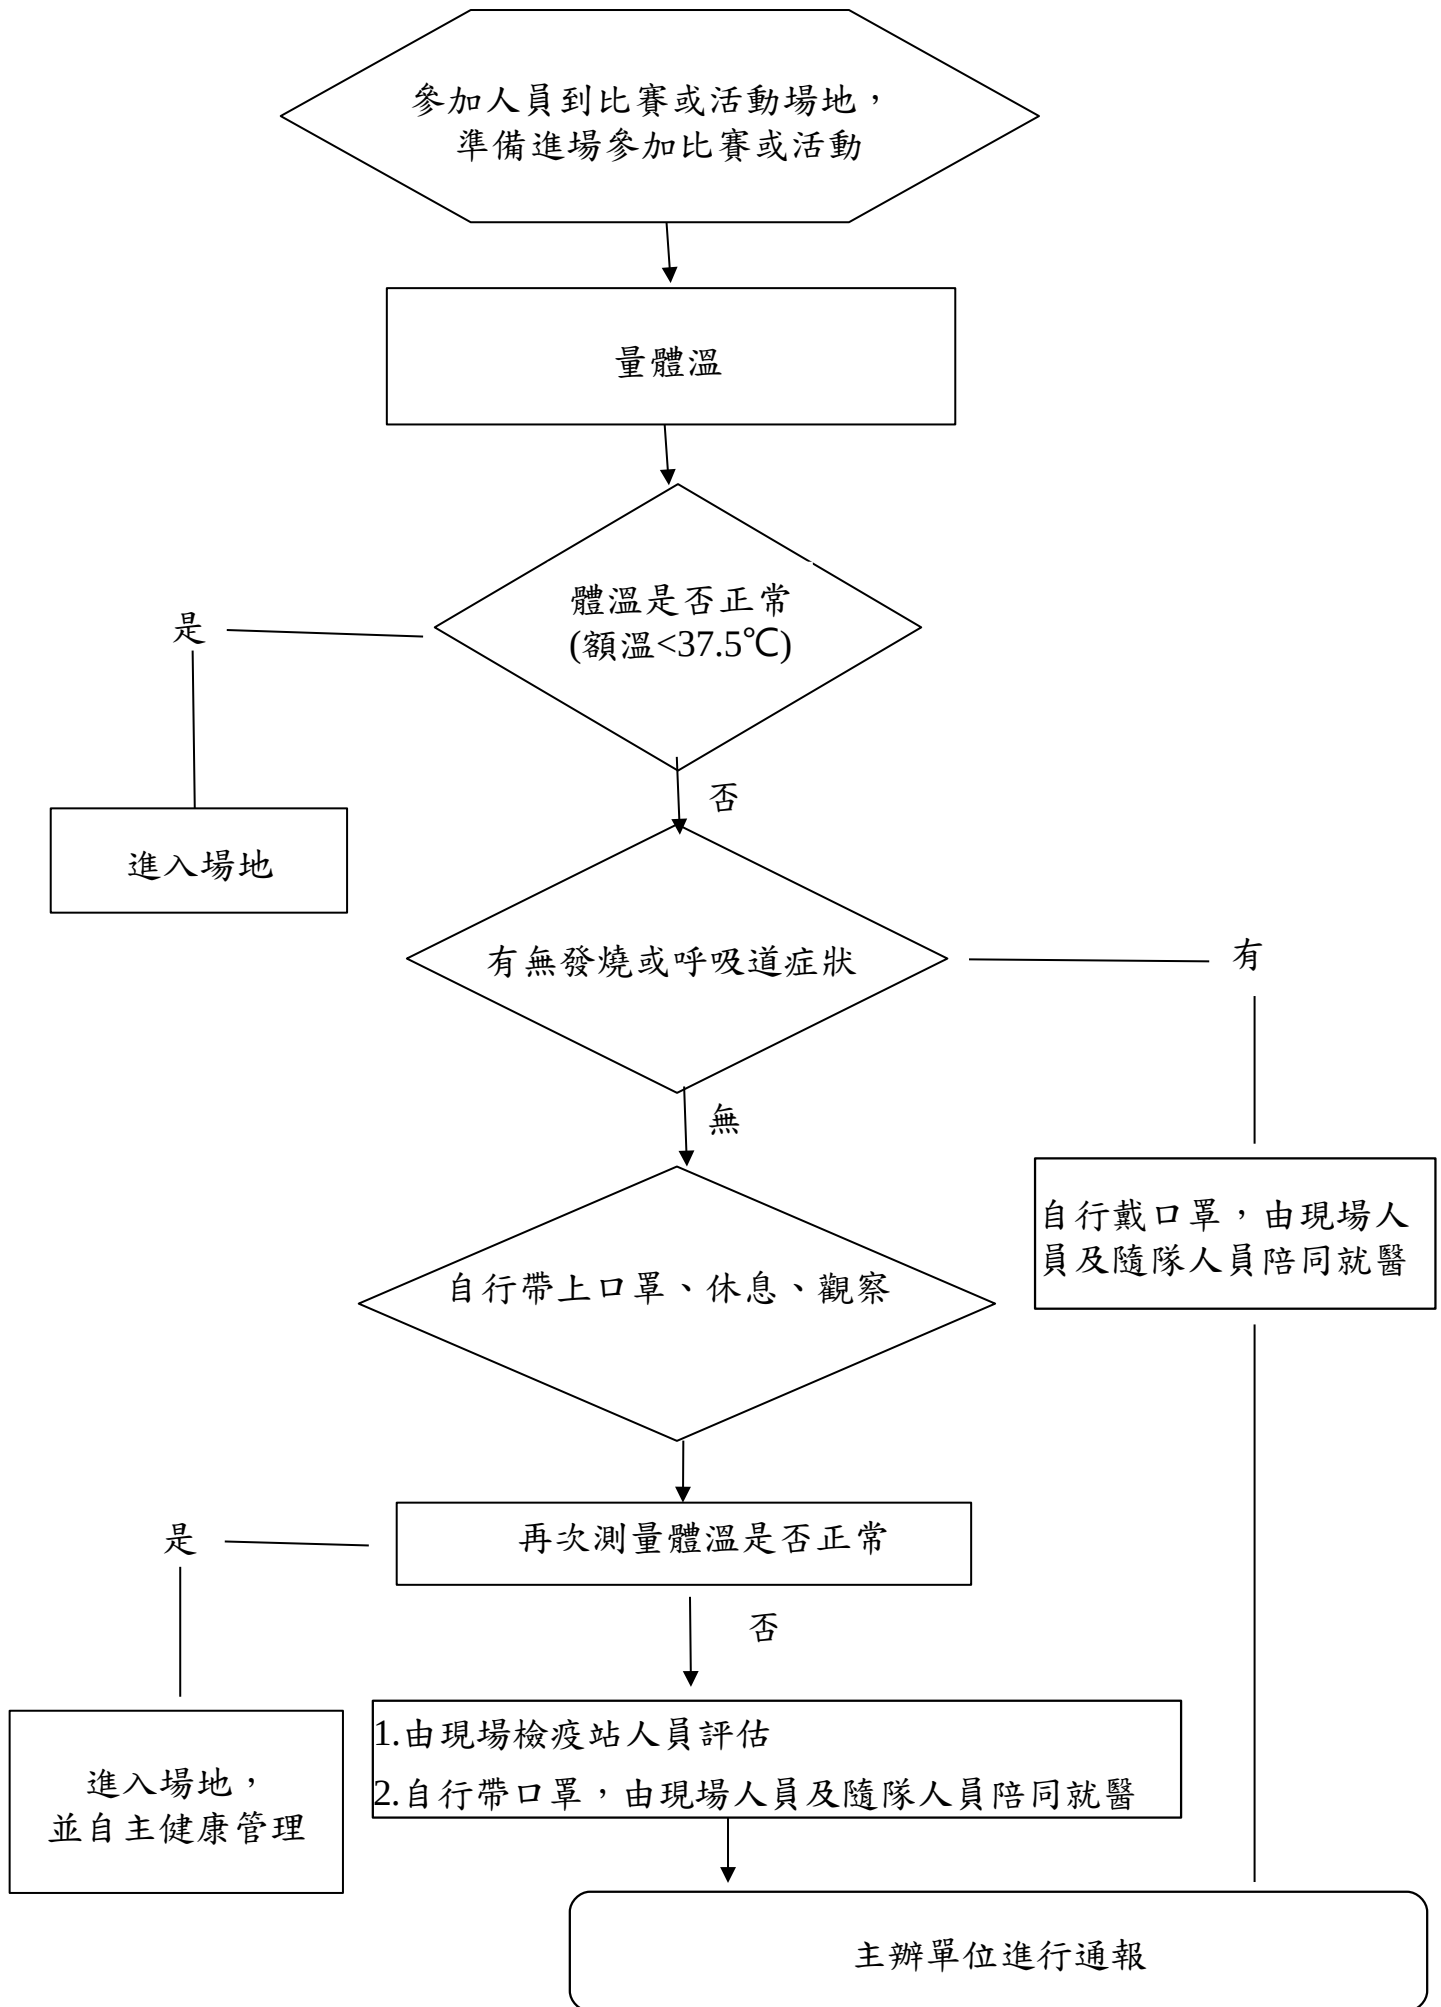 參加人員到比賽或活動場地，
準備進場參加比賽或活動
量體溫
體溫是否正常
(額溫<37.5℃)
是
否
進入場地
有無發燒或呼吸道症狀
有
無
自行戴口罩，由現場人
員及隨隊人員陪同就醫
自行帶上口罩、休息、觀察
再次測量體溫是否正常
是
否
1.由現場檢疫站人員評估
2.自行帶口罩，由現場人員及隨隊人員陪同就醫
進入場地，
並自主健康管理
主辦單位進行通報